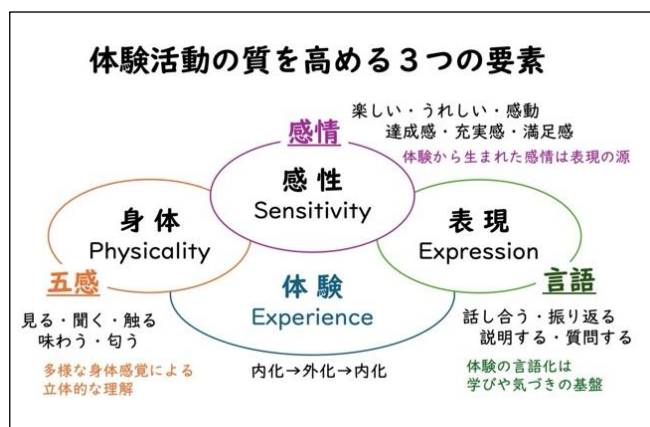 体験活動の質を高める３つの要素
楽しい・うれしい・感動
達成感・充実感・満足感
体験から生まれた感情は表現の源
感情
感性
Sensitivity
身体
Physicality
表現
Expression
五感
見る・聞く・触る
味わう・匂う
多様な身体感覚による
立体的な理解
体験
Experience
内化→外化→内化
言語
話し合う・振り返る
説明する・質問する
体験の言語化は
学びや気づきの基盤